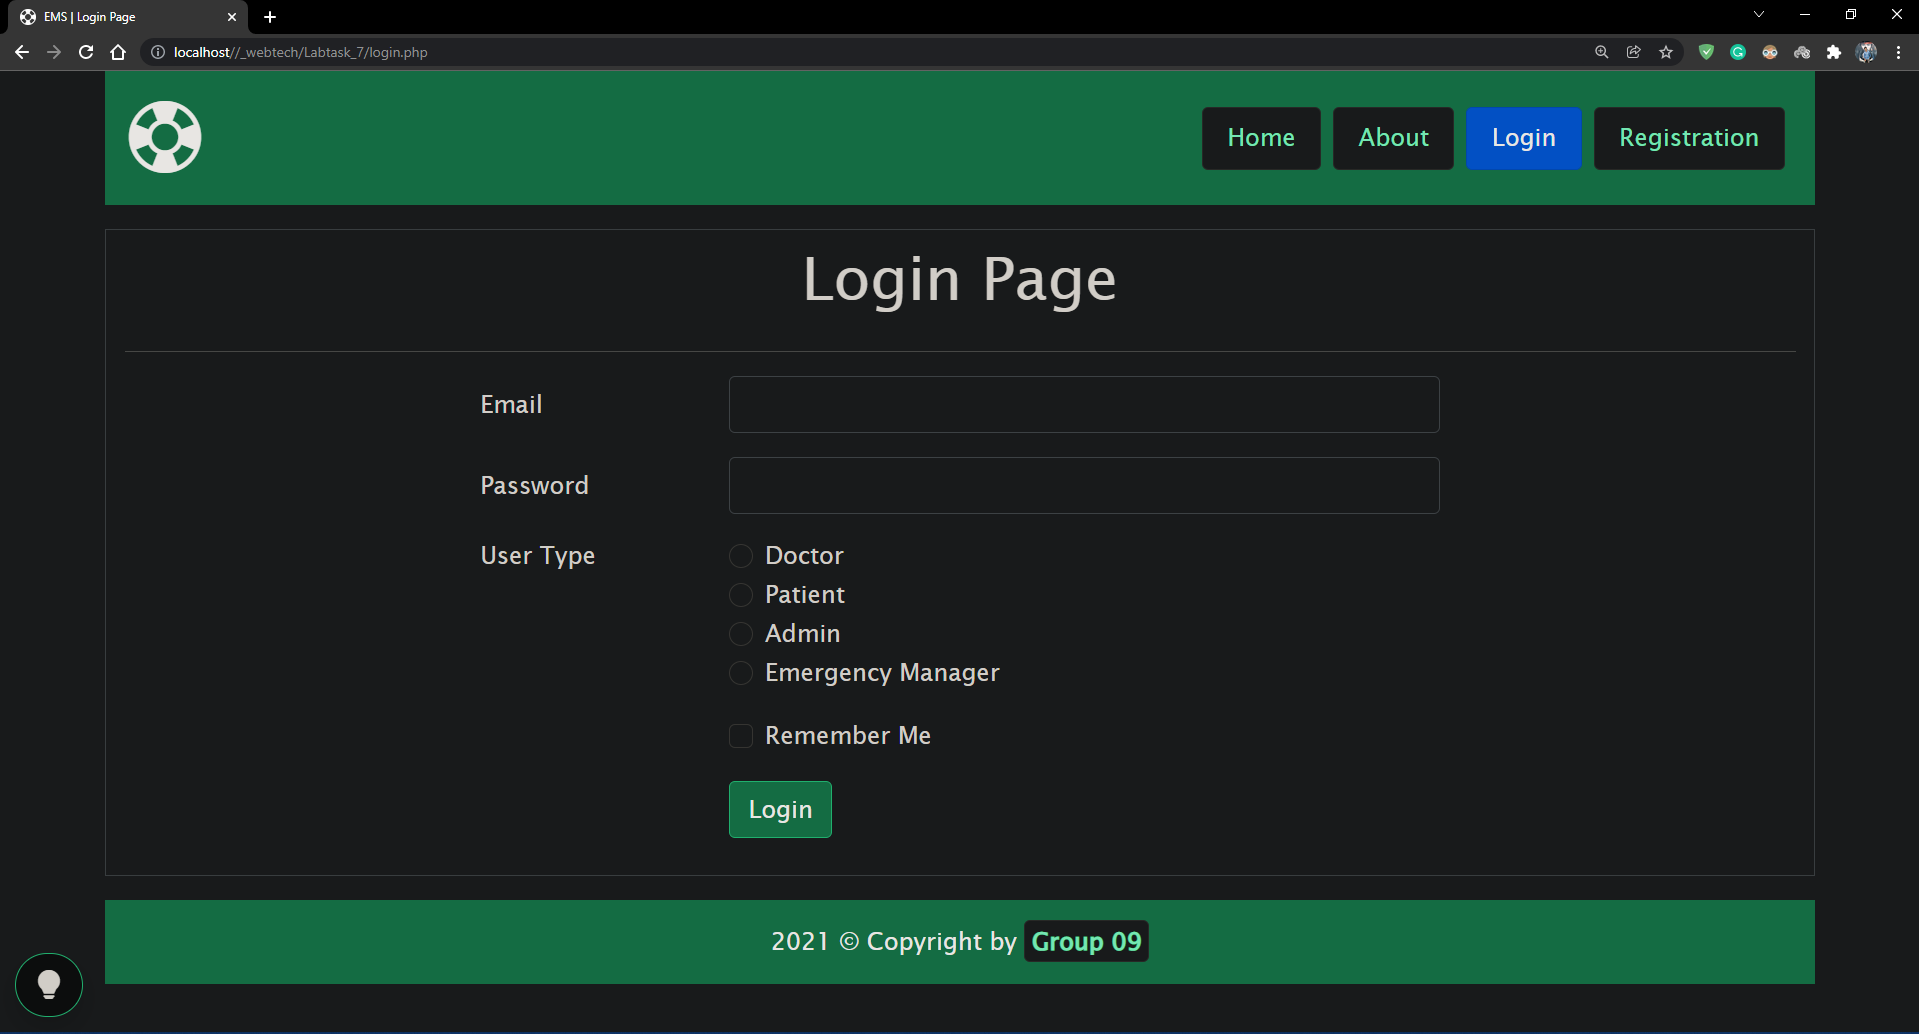 EMS | Login Page
localhost//_webtech/Labtask_7/login.php
Home About Login Registration
Login Page
Email
Password
User Type
Doctor
Patient
Admin
Emergency Manager
Remember Me
Login
2021 © Copyright by Group 09